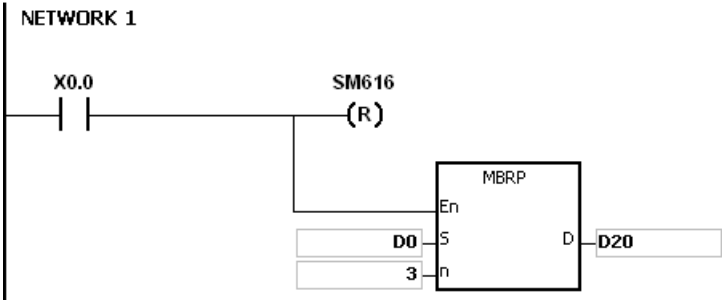 NETWORK 1
X0.0
SM616
(R)
MBRP
En
D0 S D D20
3 n